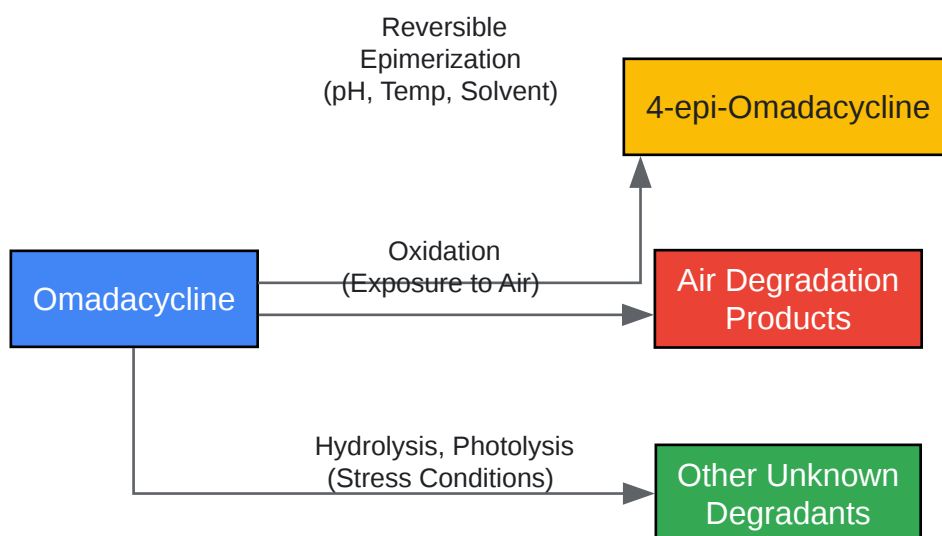 Reversible
Epimerization
(pH, Temp, Solvent)
4-epi-Omadacycline
Oxidation
(Exposure to Air)
Omadacycline
Air Degradation
Products
Hydrolysis, Photolysis
(Stress Conditions)
Other Unknown
Degradants